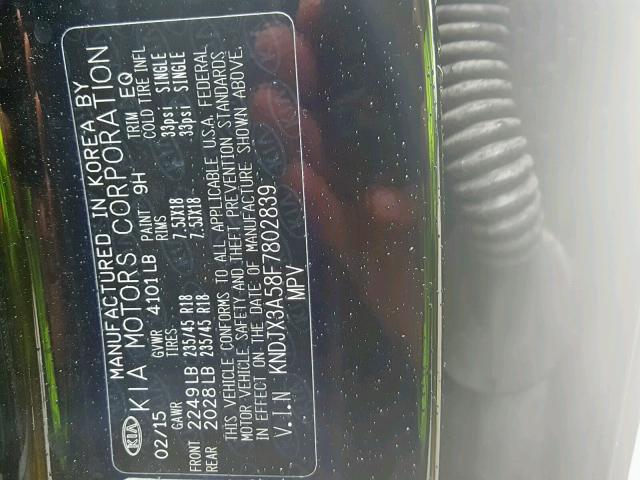 MANUFACTURED IN KOREA BY
KIA KIA MOTORS CORPORATION
02/15 GVWR 4101LB PAINT 9H TRIM EQ
GAWR TIRES RIMS COLD TIRE INFL
FRONT 2249LB 235/45 R18 7.5JX18 33psi SINGLE
REAR 2028LB 235/45 R18 7.5JX18 33psi SINGLE
THIS VEHICLE CONFORMS TO ALL APPLICABLE U.S.A. FEDERAL
MOTOR VEHICLE SAFETY AND THEFT PREVENTION STANDARDS
IN EFFECT ON THE DATE OF MANUFACTURE SHOWN ABOVE.
V.I.N KNDJX3A58F7802839
MPV